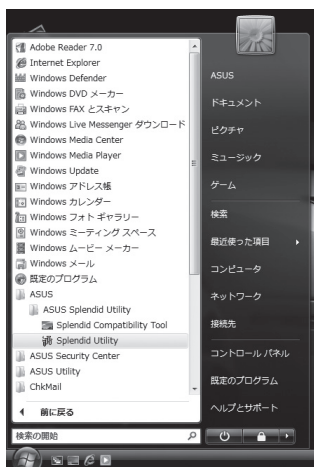 Adobe Reader 7.0
Internet Explorer
Windows Defender
Windows DVD メーカー
Windows FAX とスキャン
Windows Live Messenger ダウンロード
Windows Media Center
Windows Media Player
Windows Update
Windows アドレス帳
Windows カレンダー
Windows フォト ギャラリー
Windows ミーティング スペース
Windows ムービー メーカー
Windows メール
既定のプログラム
ASUS
ASUS Splendid Utility
Splendid Compatibility Tool
Splendid Utility
ASUS Security Center
ASUS Utility
ChkMail
前に戻る
検索の開始
ASUS
ドキュメント
ピクチャ
ミュージック
ゲーム
検索
最近使った項目
コンピュータ
ネットワーク
接続先
コントロール パネル
既定のプログラム
ヘルプとサポート